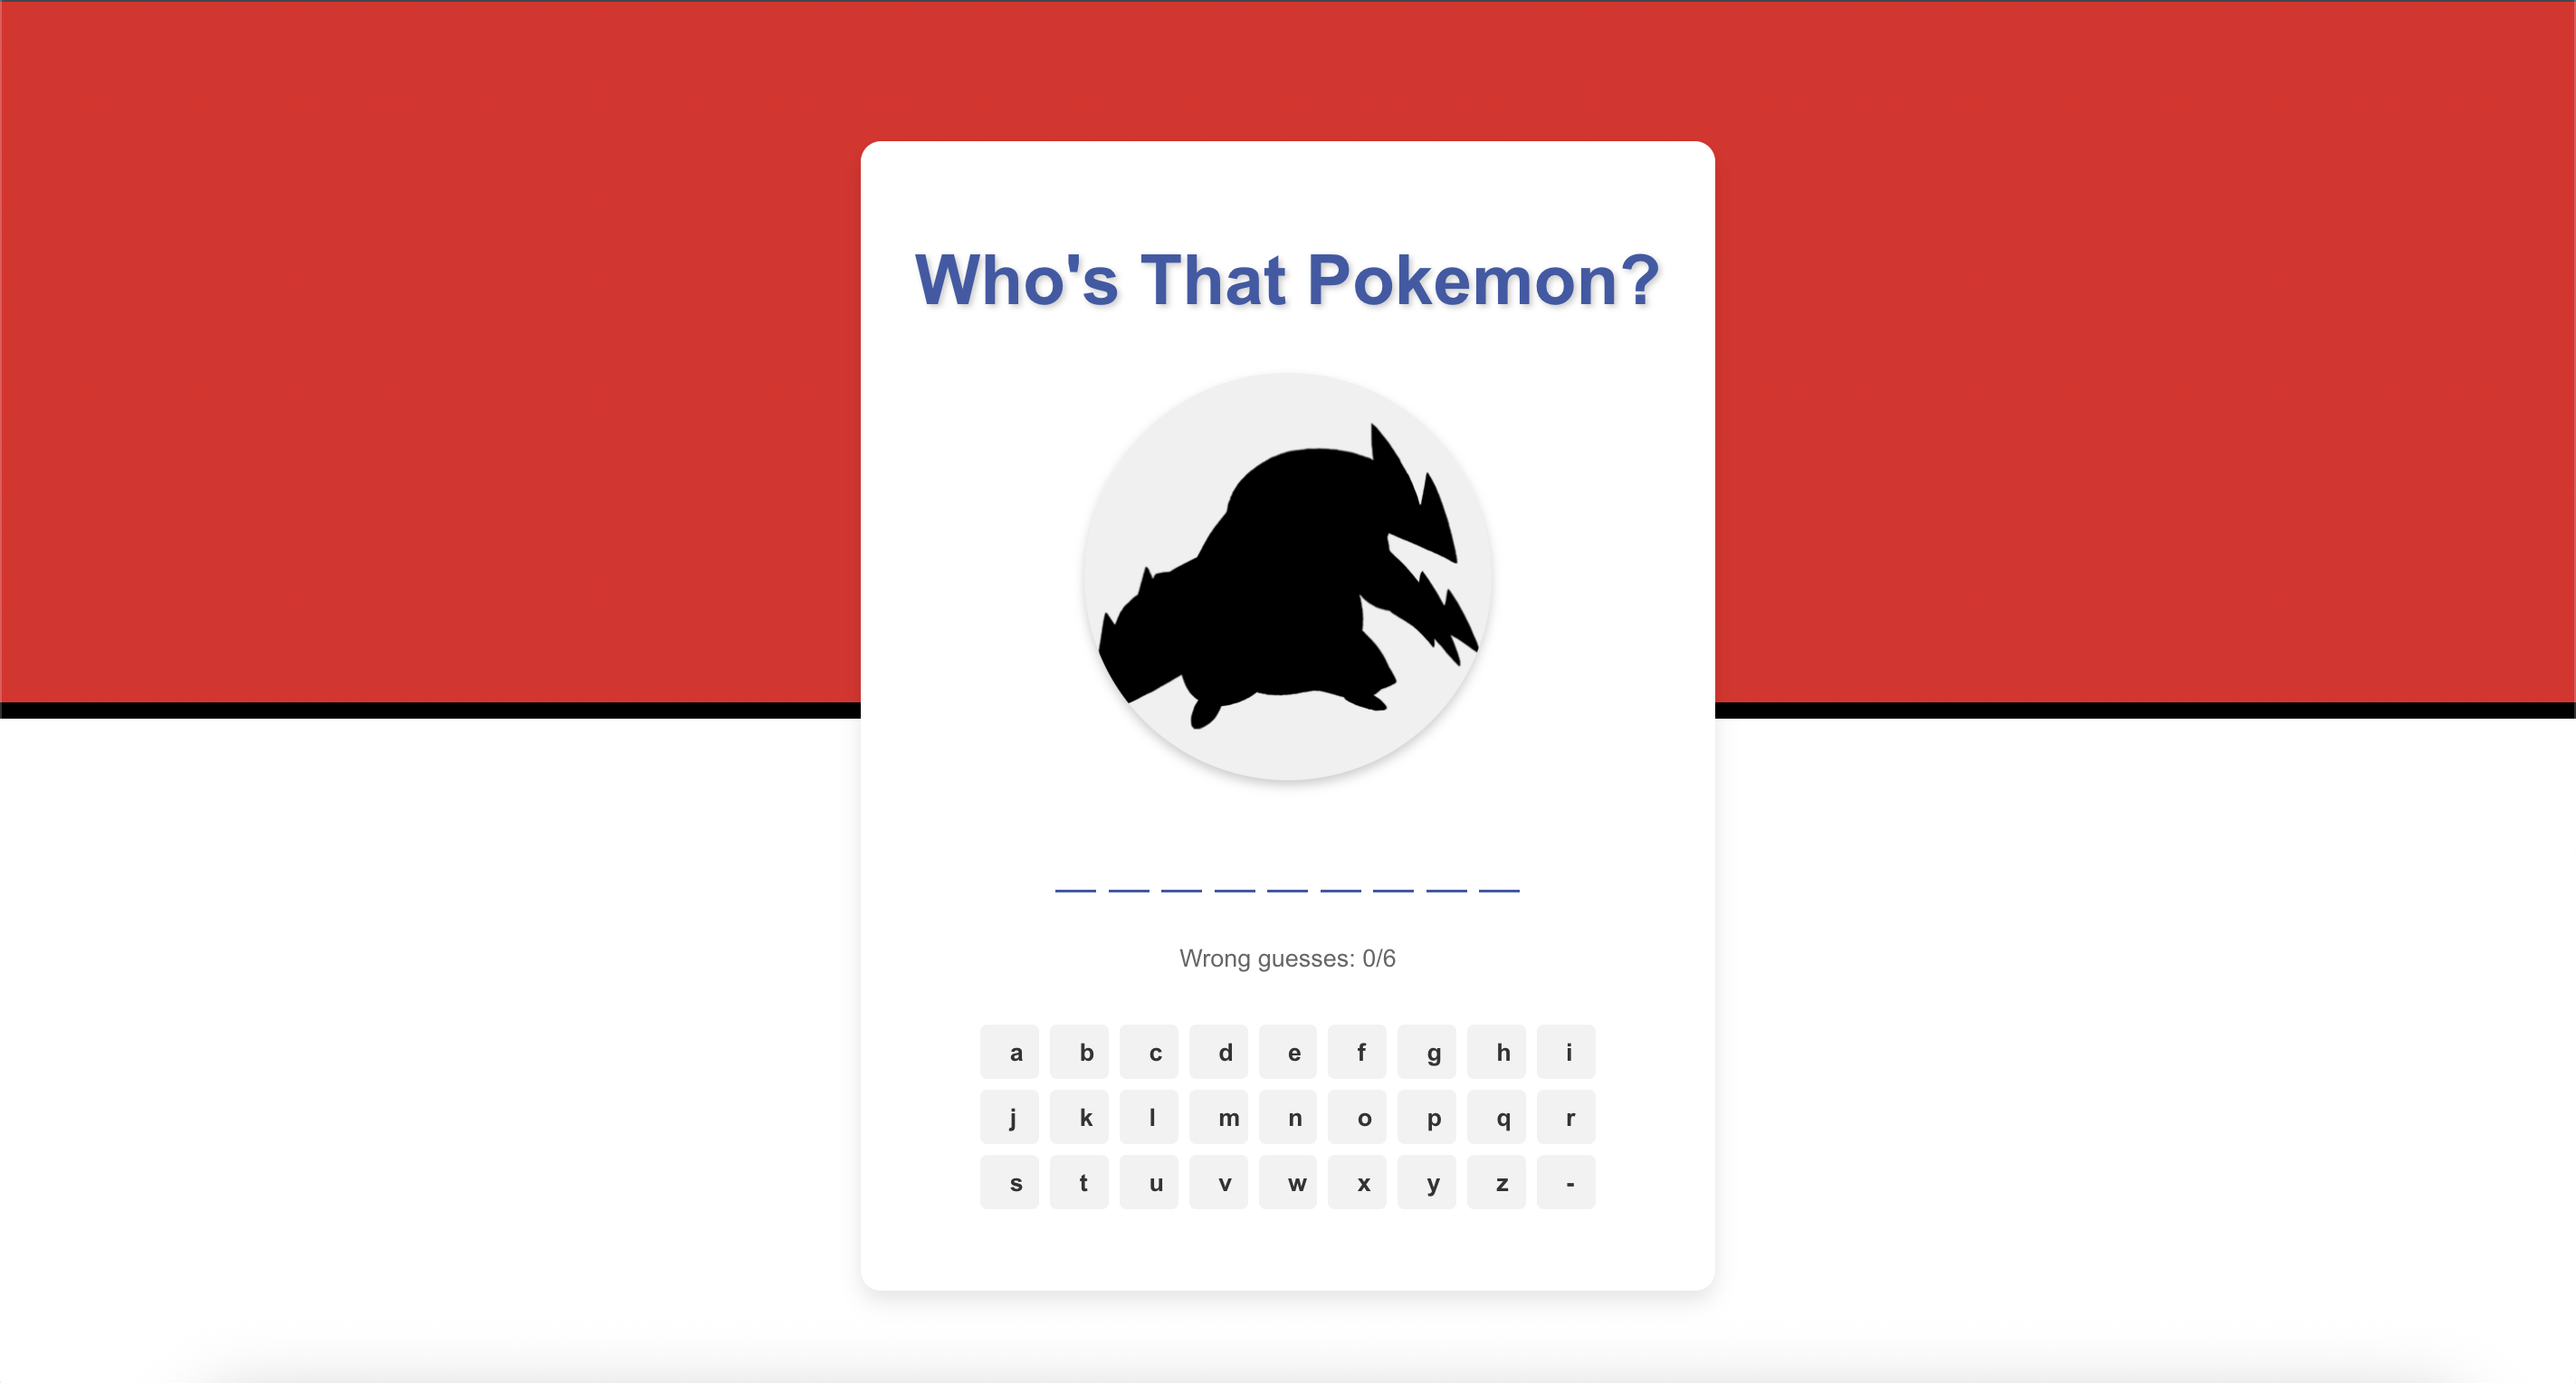 Who's That Pokemon?
_ _ _ _ _ _ _ _ _
Wrong guesses: 0/6
a b c d e f g h i
j k l m n o p q r
s t u v w x y z -